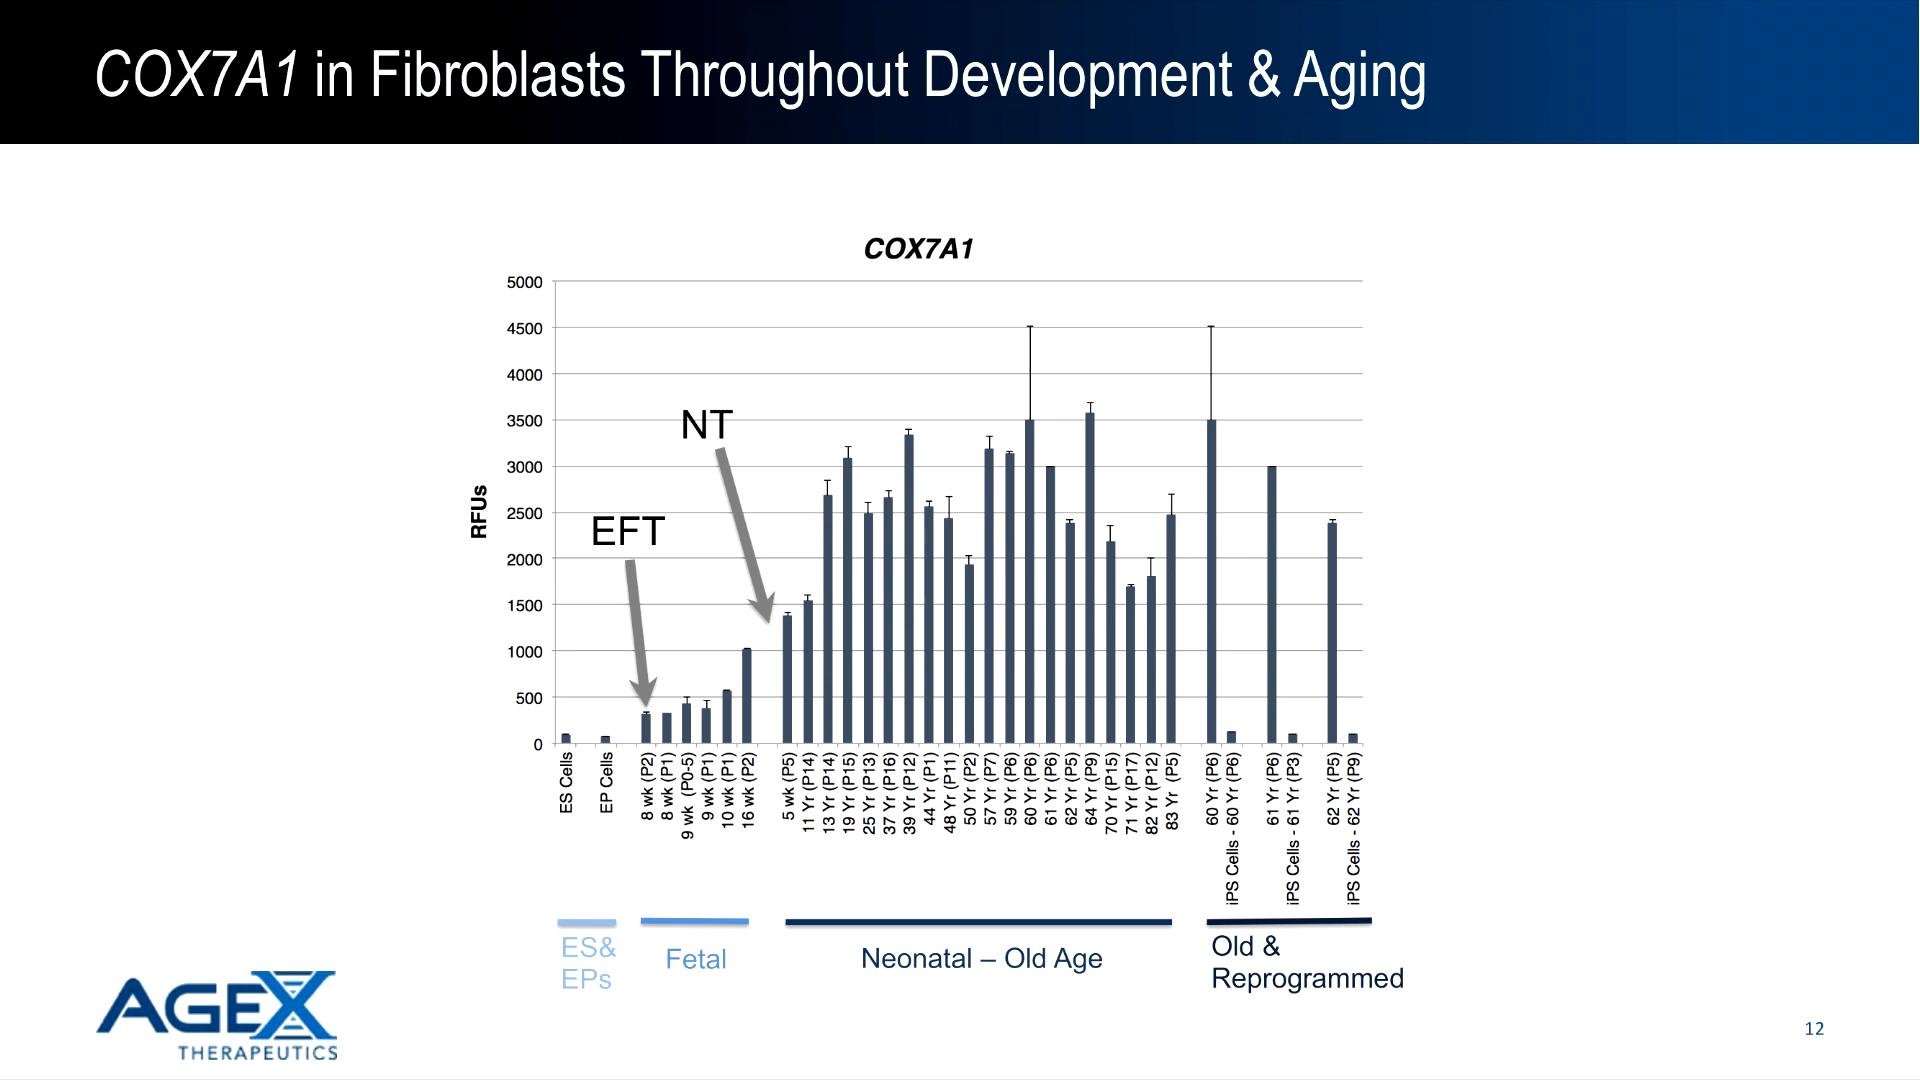 COX7A1 in Fibroblasts Throughout Development & Aging
COX7A1
5000
4500
4000
3500
3000
2500
2000
1500
1000
500
0
RFUs
NT
EFT
ES Cells
EP Cells
8 wk (P2)
8 wk (P1)
9 wk (P0-5)
9 wk (P1)
10 wk (P1)
16 wk (P2)
5 wk (P5)
11 Yr (P14)
13 Yr (P14)
19 Yr (P15)
25 Yr (P13)
37 Yr (P16)
39 Yr (P12)
44 Yr (P1)
48 Yr (P11)
50 Yr (P2)
57 Yr (P7)
59 Yr (P6)
60 Yr (P6)
61 Yr (P6)
62 Yr (P5)
64 Yr (P9)
70 Yr (P15)
71 Yr (P17)
82 Yr (P12)
83 Yr (P5)
60 Yr (P6)
iPS Cells - 60 Yr (P6)
61 Yr (P6)
iPS Cells - 61 Yr (P3)
62 Yr (P5)
iPS Cells - 62 Yr (P9)
ES&
EPs
Fetal
Neonatal – Old Age
Old &
Reprogrammed
AGEX
THERAPEUTICS
12